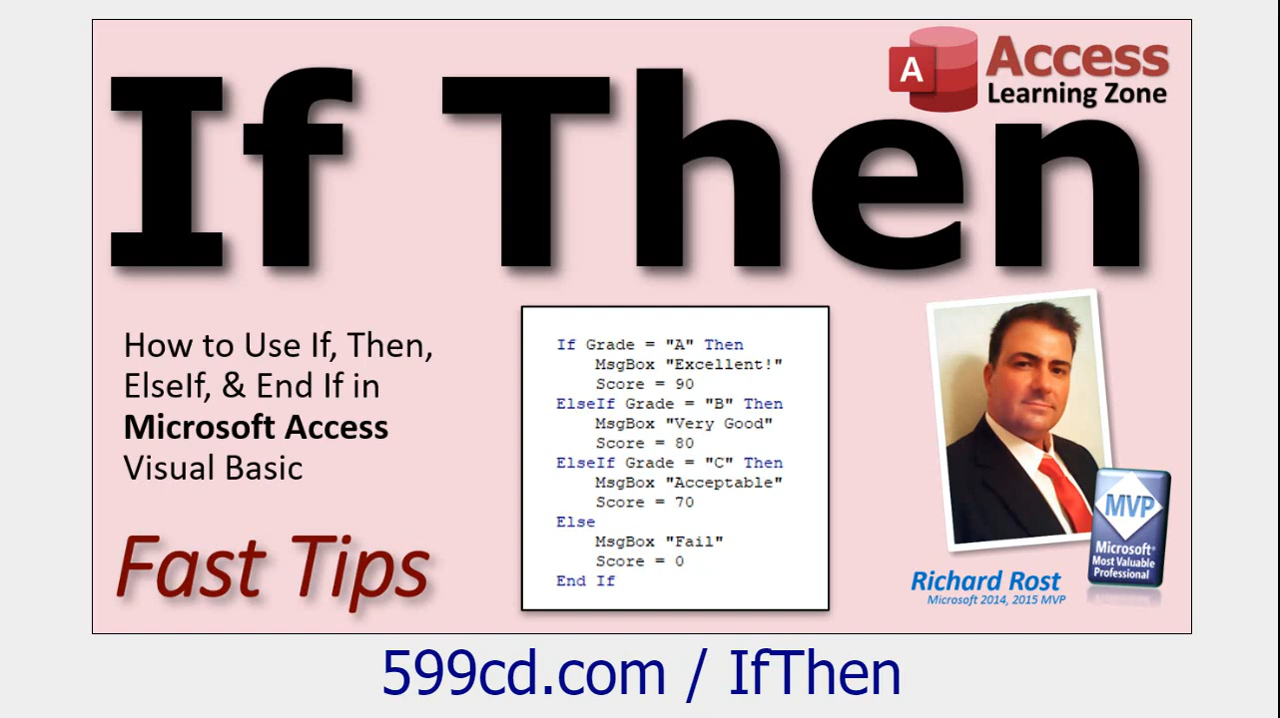 If Then
A
Access
Learning Zone
How to Use If, Then,
ElseIf, & End If in
Microsoft Access
Visual Basic
Fast Tips
If Grade = "A" Then
    MsgBox "Excellent!"
    Score = 90
ElseIf Grade = "B" Then
    MsgBox "Very Good"
    Score = 80
ElseIf Grade = "C" Then
    MsgBox "Acceptable"
    Score = 70
Else
    MsgBox "Fail"
    Score = 0
End If
MVP
Microsoft®
Most Valuable
Professional
Richard Rost
Microsoft 2014, 2015 MVP
599cd.com / IfThen